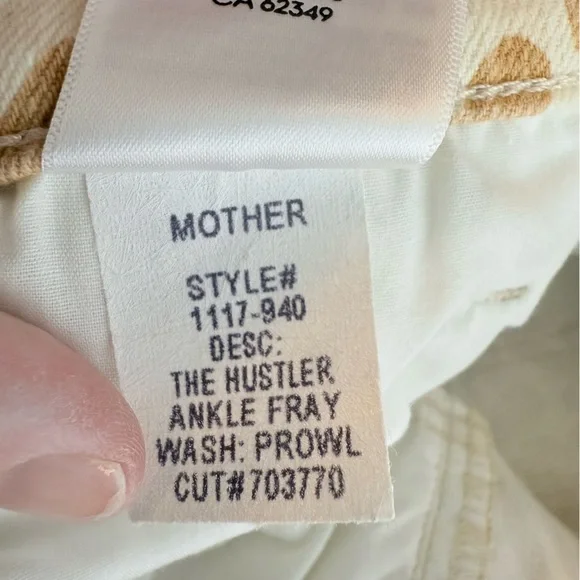 CA 62349
MOTHER
STYLE#
1117-940
DESC:
THE HUSTLER
ANKLE FRAY
WASH: PROWL
CUT#703770